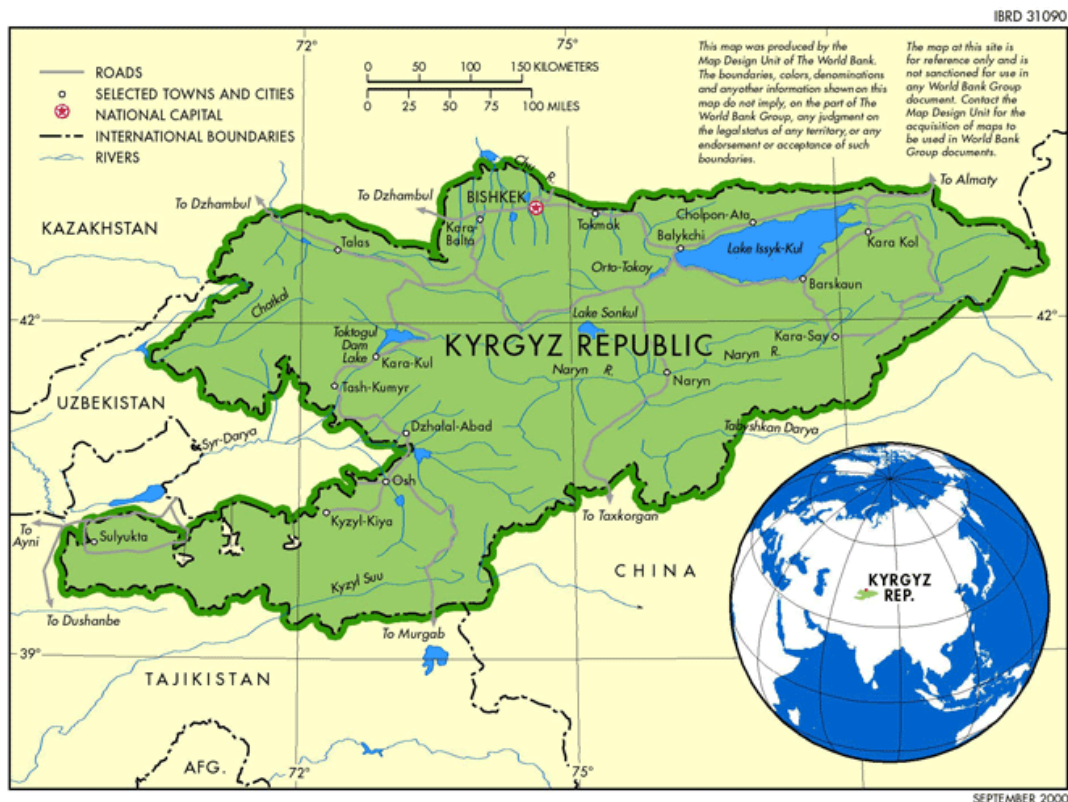 IBRD 31090
72°
75°
ROADS
SELECTED TOWNS AND CITIES
NATIONAL CAPITAL
INTERNATIONAL BOUNDARIES
RIVERS
0 50 100 150 KILOMETERS
0 25 50 75 100 MILES
This map was produced by the
Map Design Unit of The World Bank.
The boundaries, colors, denominations
and any other information shown on this
map do not imply, on the part of The
World Bank Group, any judgment on
the legal status of any territory, or any
endorsement or acceptance of such
boundaries.
The map at this site is
for reference only and is
not sanctioned for use in
any World Bank Group
document. Contact the
Map Design Unit for the
acquisition of maps to
be used in World Bank
Group documents.
To Dzhambul
To Dzhambul
Chu R.
To Almaty
KAZAKHSTAN
BISHKEK
Kara-
Balta
Tokmok
Cholpon-Ata
Talas
Balykchi
Lake Issyk-Kul
Kara Kol
Orto-Tokoy
Barskaun
Chatkal
42°
Lake Sonkul
42°
Toktogul
Dam
Lake
KYRGYZ REPUBLIC
Kara-Say
Kara-Kul
Naryn R.
Naryn R.
Naryn
Tash-Kumyr
UZBEKISTAN
Syr-Darya
Dzhalal-Abad
Tabyshkan Darya
Osh
Kyzyl-Kiya
To Taxkorgan
To
Ayni
Sulyukta
CHINA
Kyzyl Suu
KYRGYZ
REP.
To Dushanbe
To Murgab
39°
TAJIKISTAN
AFG.
72°
75°
SEPTEMBER 2000